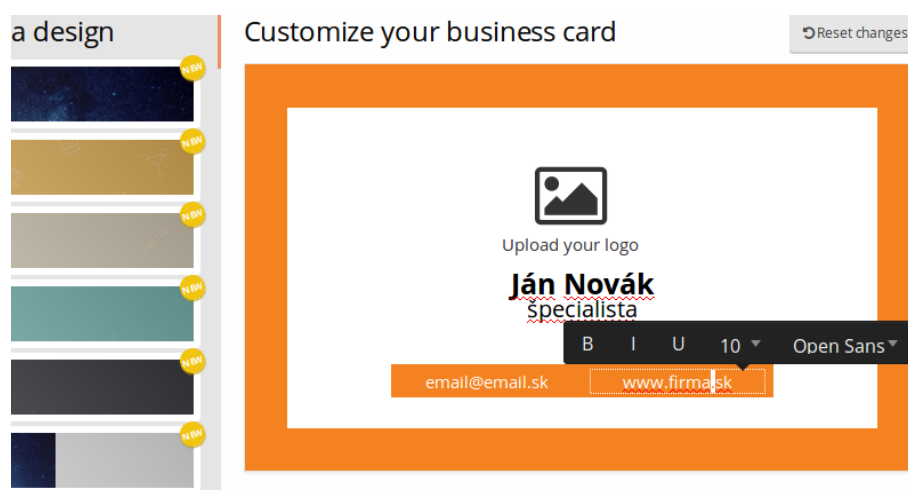 a design
NEW
NEW
NEW
NEW
NEW
NEW
Customize your business card
Reset changes
Upload your logo
Ján Novák
špecialista
B I U 10 Open Sans
email@email.sk
www.firma.sk